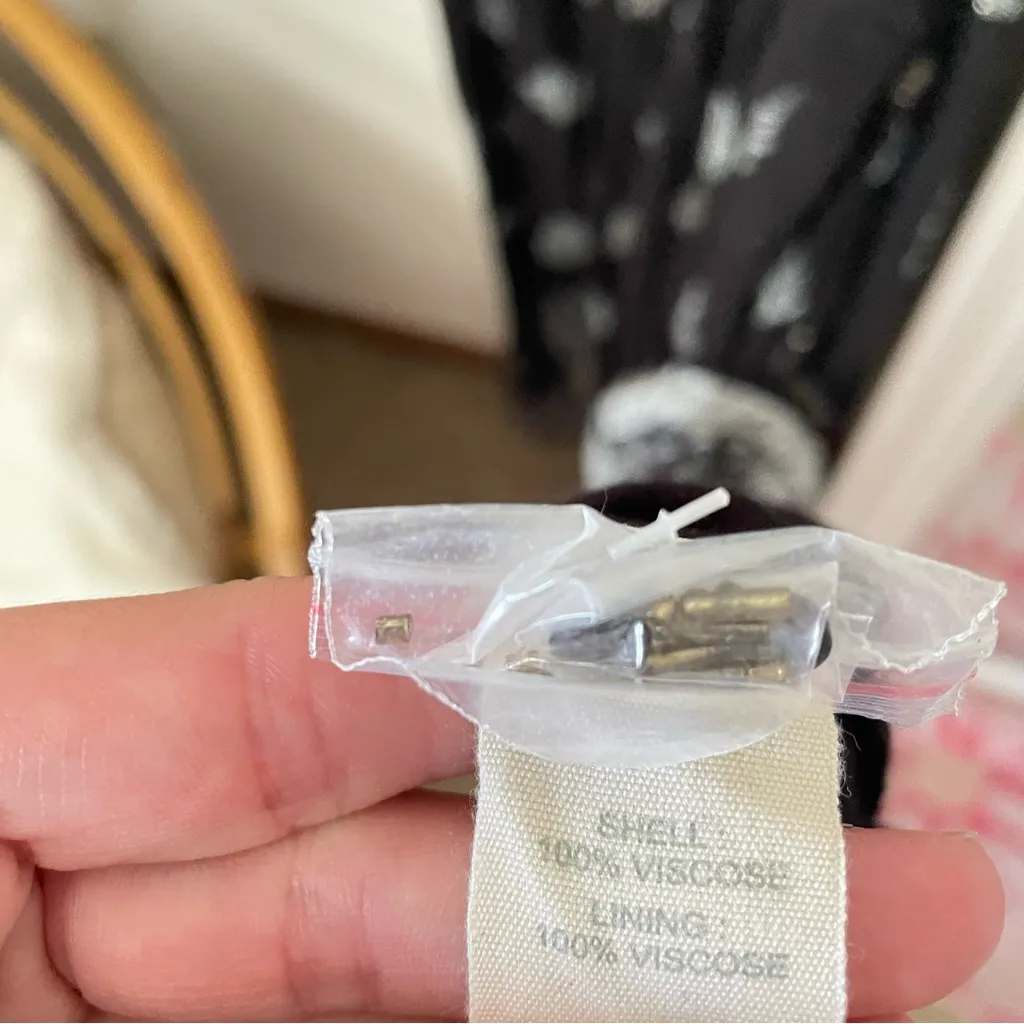 SHELL :
100% VISCOSE
LINING :
100% VISCOSE